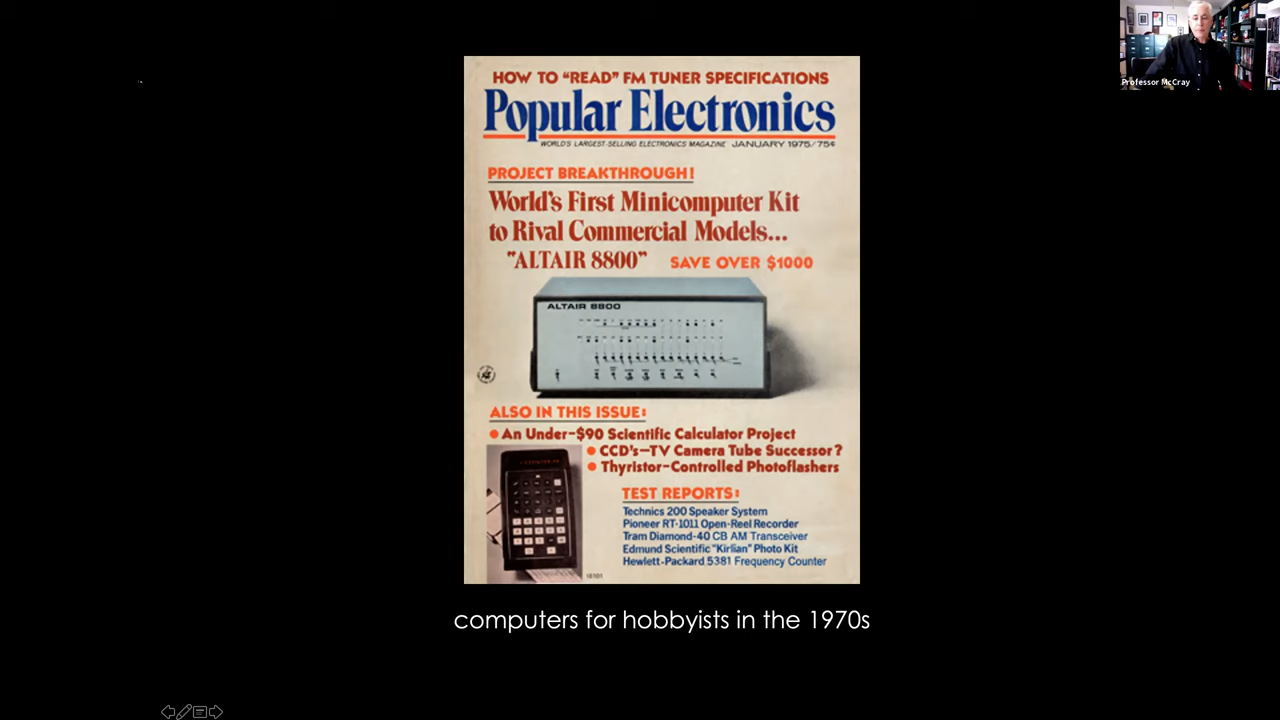 Professor McCray
HOW TO “READ” FM TUNER SPECIFICATIONS
Popular Electronics
WORLD'S LARGEST-SELLING ELECTRONICS MAGAZINE JANUARY 1975/75¢
PROJECT BREAKTHROUGH!
World's First Minicomputer Kit
to Rival Commercial Models...
"ALTAIR 8800" SAVE OVER $1000
ALTAIR 8800
ALSO IN THIS ISSUE:
● An Under-$90 Scientific Calculator Project
● CCD's—TV Camera Tube Successor?
● Thyristor-Controlled Photoflashers
TEST REPORTS:
Technics 200 Speaker System
Pioneer RT-1011 Open-Reel Recorder
Tram Diamond-40 CB AM Transceiver
Edmund Scientific "Kirlian" Photo Kit
Hewlett-Packard 5381 Frequency Counter
computers for hobbyists in the 1970s